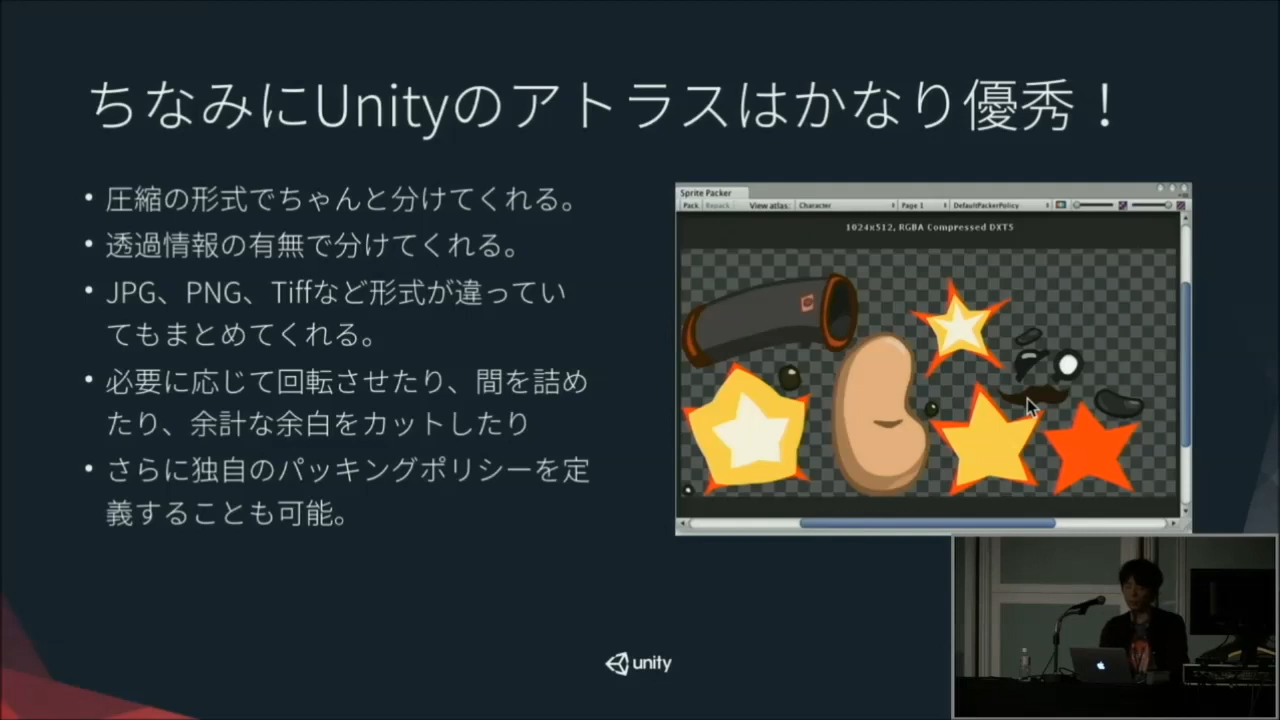 ちなみにUnityのアトラスはかなり優秀！
• 圧縮の形式でちゃんと分けてくれる。
• 透過情報の有無で分けてくれる。
• JPG、PNG、Tiffなど形式が違ってい
てもまとめてくれる。
• 必要に応じて回転させたり、間を詰め
たり、余計な余白をカットしたり
• さらに独自のパッキングポリシーを定
義することも可能。
Sprite Packer
Pack Repack View atlas: Character Page 1 DefaultPackerPolicy
1024x512, RGBA Compressed DXT5
unity